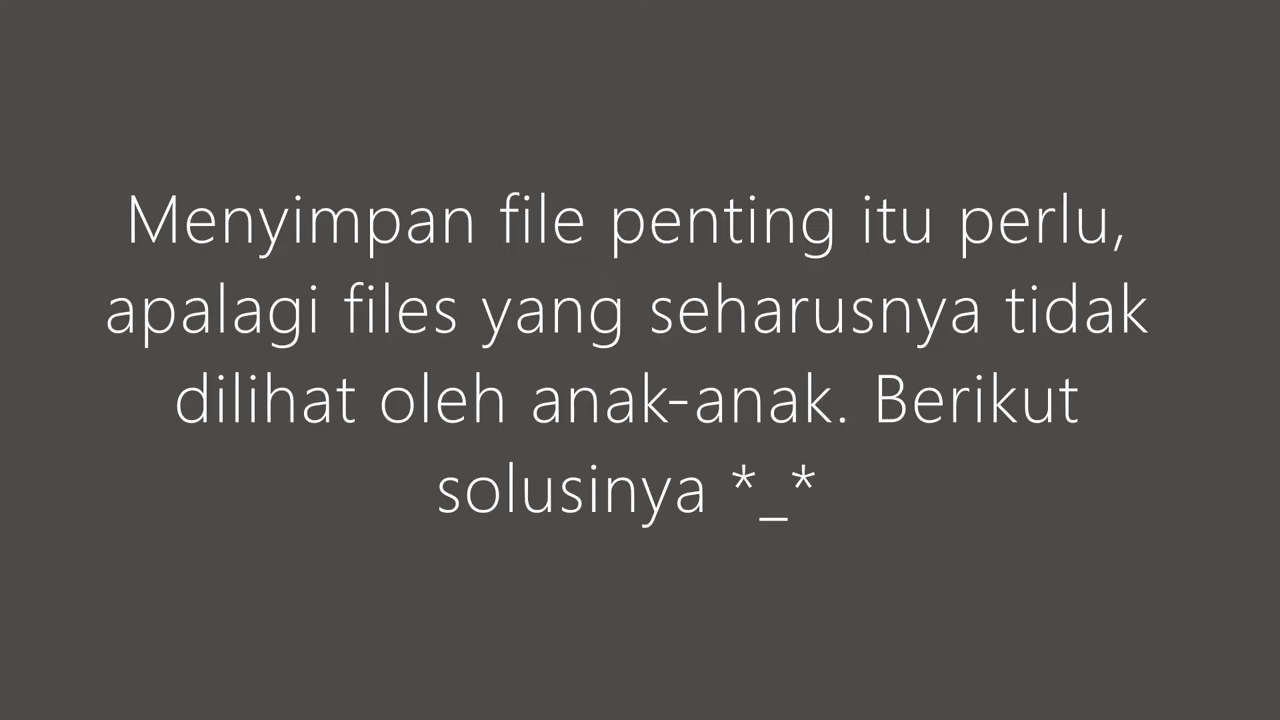 Menyimpan file penting itu perlu,
apalagi files yang seharusnya tidak
dilihat oleh anak-anak. Berikut
solusinya *_*